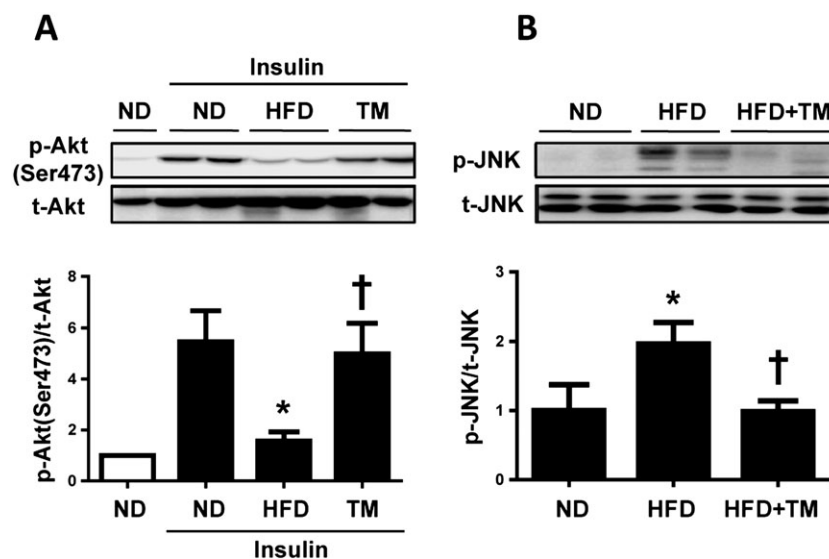 A
Insulin
ND ND HFD TM
p-Akt
(Ser473)
t-Akt
p-Akt(Ser473)/t-Akt
8
6
4
2
0
*
†
ND ND HFD TM
Insulin
B
ND HFD HFD+TM
p-JNK
t-JNK
p-JNK/t-JNK
3
2
1
0
*
†
ND HFD HFD+TM